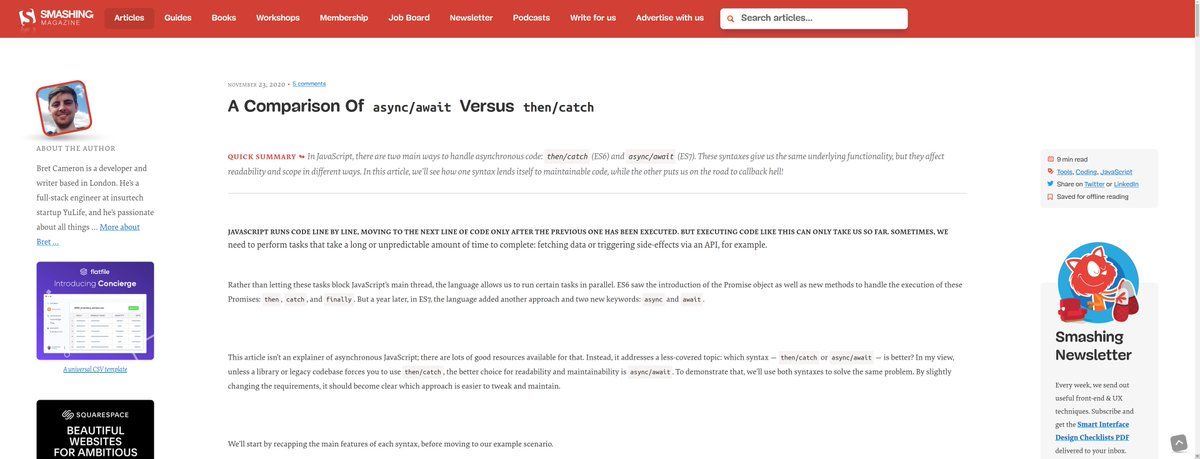 SMASHING
MAGAZINE
Articles
Guides
Books
Workshops
Membership
Job Board
Newsletter
Podcasts
Write for us
Advertise with us
Search articles...
NOVEMBER 23, 2020 • 5 comments
A Comparison Of async/await Versus then/catch
ABOUT THE AUTHOR
Bret Cameron is a developer and
writer based in London. He's a
full-stack engineer at insurtech
startup YuLife, and he's passionate
about all things … More about
Bret …
flatfile
Introducing Concierge
A universal CSV template
SQUARESPACE
BEAUTIFUL
WEBSITES
FOR AMBITIOUS
QUICK SUMMARY ↬ In JavaScript, there are two main ways to handle asynchronous code: then/catch (ES6) and async/await (ES7). These syntaxes give us the same underlying functionality, but they affect
readability and scope in different ways. In this article, we'll see how one syntax lends itself to maintainable code, while the other puts us on the road to callback hell!
JAVASCRIPT RUNS CODE LINE BY LINE, MOVING TO THE NEXT LINE OF CODE ONLY AFTER THE PREVIOUS ONE HAS BEEN EXECUTED. BUT EXECUTING CODE LIKE THIS CAN ONLY TAKE US SO FAR. SOMETIMES, WE
need to perform tasks that take a long or unpredictable amount of time to complete: fetching data or triggering side-effects via an API, for example.
Rather than letting these tasks block JavaScript's main thread, the language allows us to run certain tasks in parallel. ES6 saw the introduction of the Promise object as well as new methods to handle the execution of these
Promises: then, catch, and finally. But a year later, in ES7, the language added another approach and two new keywords: async and await.
This article isn't an explainer of asynchronous JavaScript; there are lots of good resources available for that. Instead, it addresses a less-covered topic: which syntax — then/catch or async/await — is better? In my view,
unless a library or legacy codebase forces you to use then/catch, the better choice for readability and maintainability is async/await. To demonstrate that, we'll use both syntaxes to solve the same problem. By slightly
changing the requirements, it should become clear which approach is easier to tweak and maintain.
We'll start by recapping the main features of each syntax, before moving to our example scenario.
9 min read
Tools, Coding, JavaScript
Share on Twitter or LinkedIn
Saved for offline reading
Smashing
Newsletter
Every week, we send out
useful front-end & UX
techniques. Subscribe and
get the Smart Interface
Design Checklists PDF
delivered to your inbox.